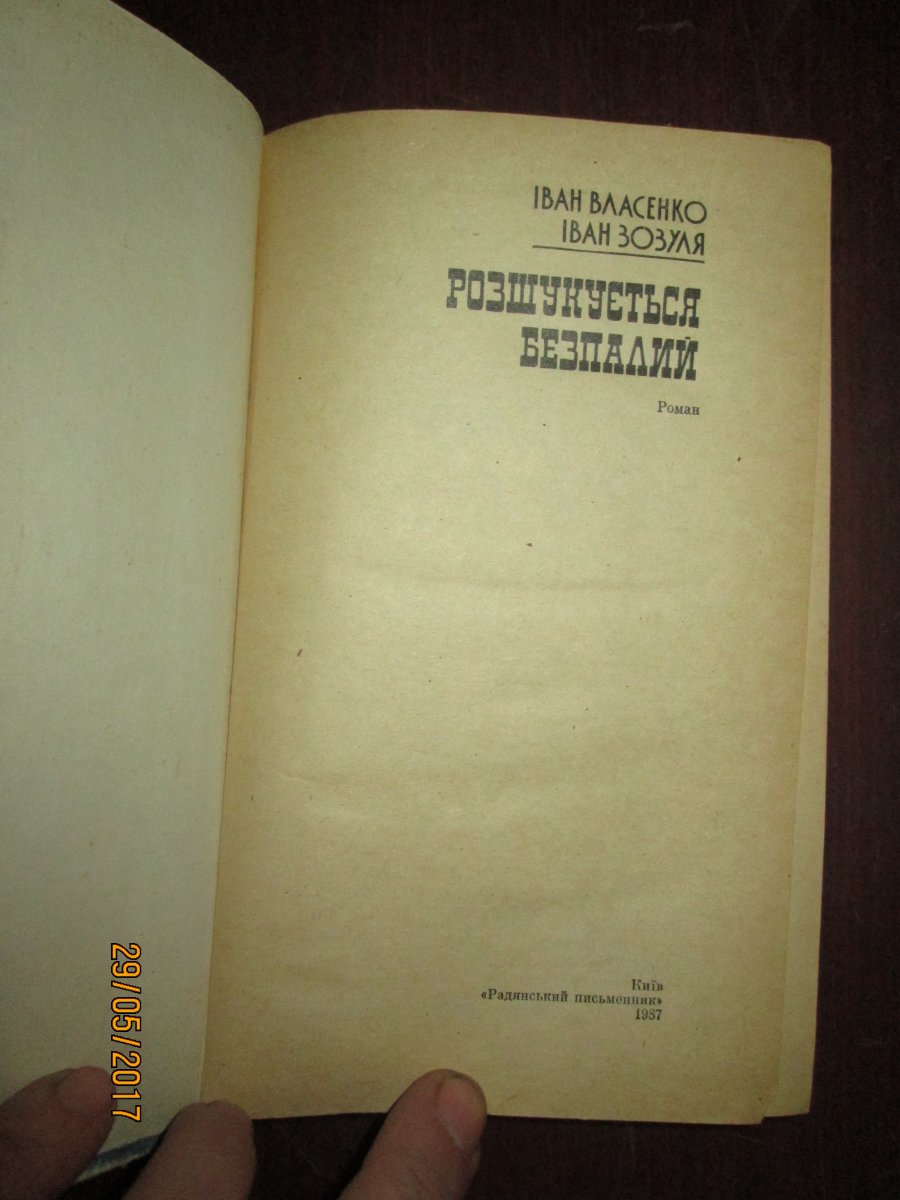 ІВАН ВЛАСЕНКО
ІВАН ЗОЗУЛЯ
РОЗШУКУЄТЬСЯ
БЕЗПАЛИЙ
Роман
Київ
«Радянський письменник»
1987
29/05/2017